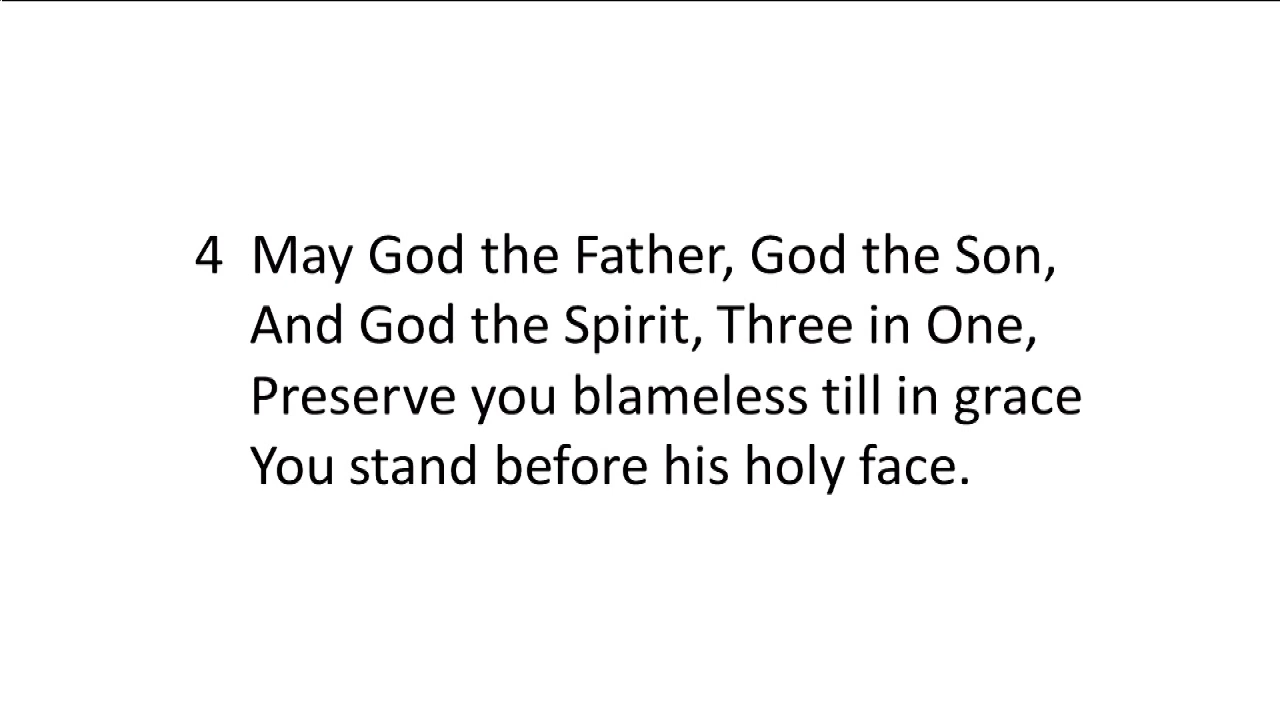 4 May God the Father, God the Son,
And God the Spirit, Three in One,
Preserve you blameless till in grace
You stand before his holy face.